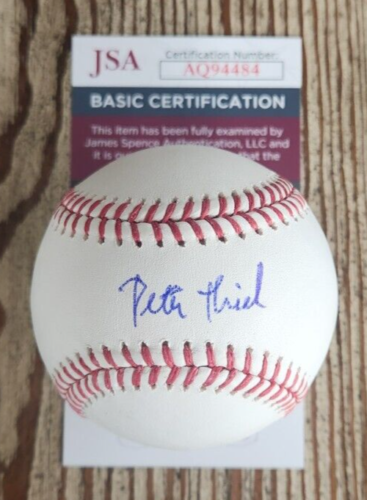 JSA
Certification Number
AQ94484
BASIC CERTIFICATION
This item has been fully examined by
James Spence Authentication, LLC and
it is that the
Peter Thiel